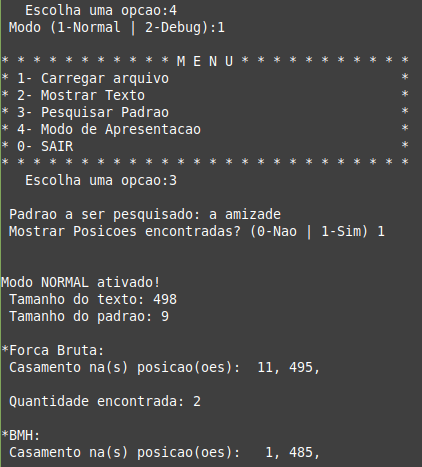 Escolha uma opcao:4
Modo (1-Normal | 2-Debug):1
* * * * * * * * * * * M E N U * * * * * * * * * * *
* 1- Carregar arquivo *
* 2- Mostrar Texto *
* 3- Pesquisar Padrao *
* 4- Modo de Apresentacao *
* 0- SAIR *
* * * * * * * * * * * * * * * * * * * * * * * * * *
Escolha uma opcao:3
Padrao a ser pesquisado: a amizade
Mostrar Posicoes encontradas? (0-Nao | 1-Sim) 1
Modo NORMAL ativado!
Tamanho do texto: 498
Tamanho do padrao: 9
*Forca Bruta:
Casamento na(s) posicao(oes): 11, 495,
Quantidade encontrada: 2
*BMH:
Casamento na(s) posicao(oes): 1, 485,